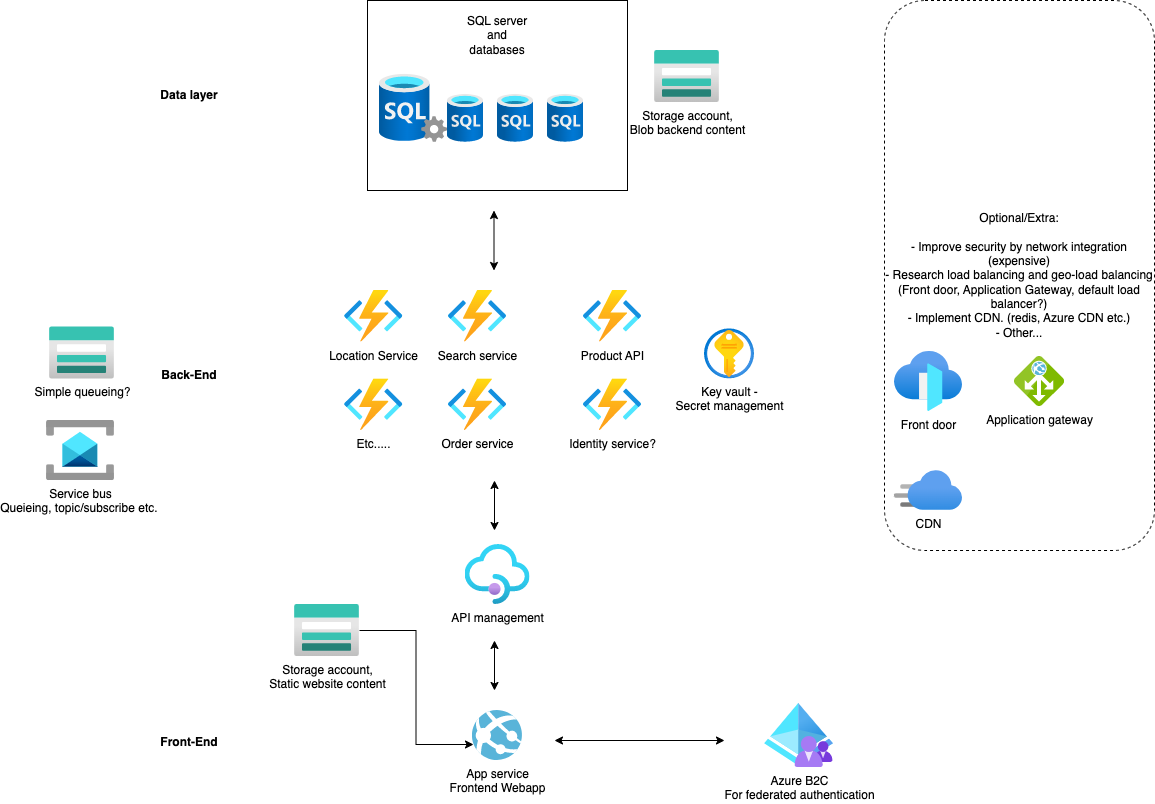 SQL server
and
databases
SQL
SQL
SQL
SQL
Data layer
Storage account,
Blob backend content
Optional/Extra:
- Improve security by network integration
(expensive)
- Research load balancing and geo-load balancing
(Front door, Application Gateway, default load
balancer?)
- Implement CDN. (redis, Azure CDN etc.)
- Other...
Front door
Application gateway
CDN
Location Service
Search service
Product API
Back-End
Simple queueing?
Key vault -
Secret management
Etc.....
Order service
Identity service?
Service bus
Queieing, topic/subscribe etc.
API management
Storage account,
Static website content
Front-End
App service
Frontend Webapp
Azure B2C
For federated authentication